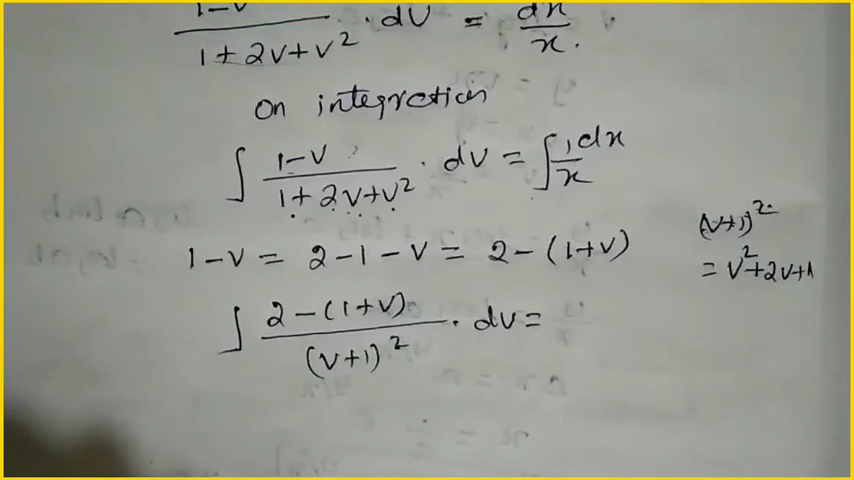 1-v / 1+2v+v² · dv = dx/x.
On integration
∫ 1-v / 1+2v+v² · dv = ∫ 1/x dx
1-v = 2-1-v = 2-(1+v)
(v+1)²
= v²+2v+1
∫ 2-(1+v) / (v+1)² · dv =